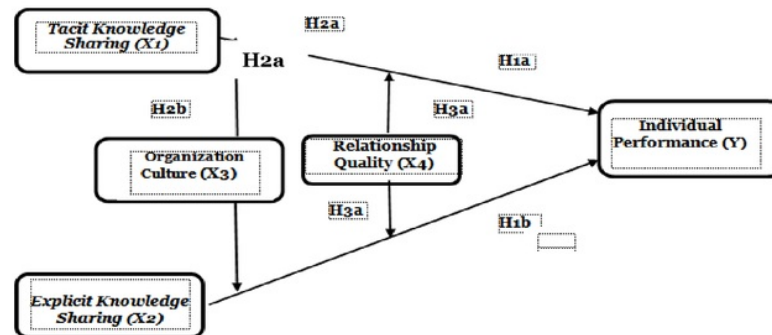 Tacit Knowledge
Sharing (X1)
H2a
H2a
H1a
H2b
H3a
Organization
Culture (X3)
Relationship
Quality (X4)
Individual
Performance (Y)
H3a
H1b
Explicit Knowledge
Sharing (X2)